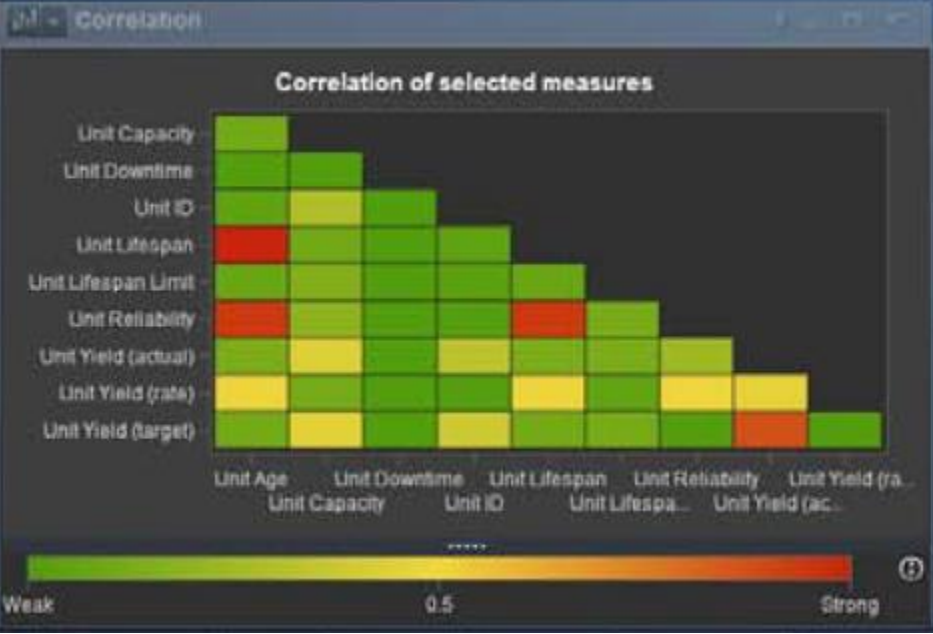 Correlation
Correlation of selected measures
Unit Capacity
Unit Downtime
Unit ID
Unit Lifespan
Unit Lifespan Limit
Unit Reliability
Unit Yield (actual)
Unit Yield (rate)
Unit Yield (target)
Unit Age Unit Downtime Unit Lifespan Unit Reliability Unit Yield (ra...
Unit Capacity Unit ID Unit Lifespa... Unit Yield (ac...
Weak 0.5 Strong